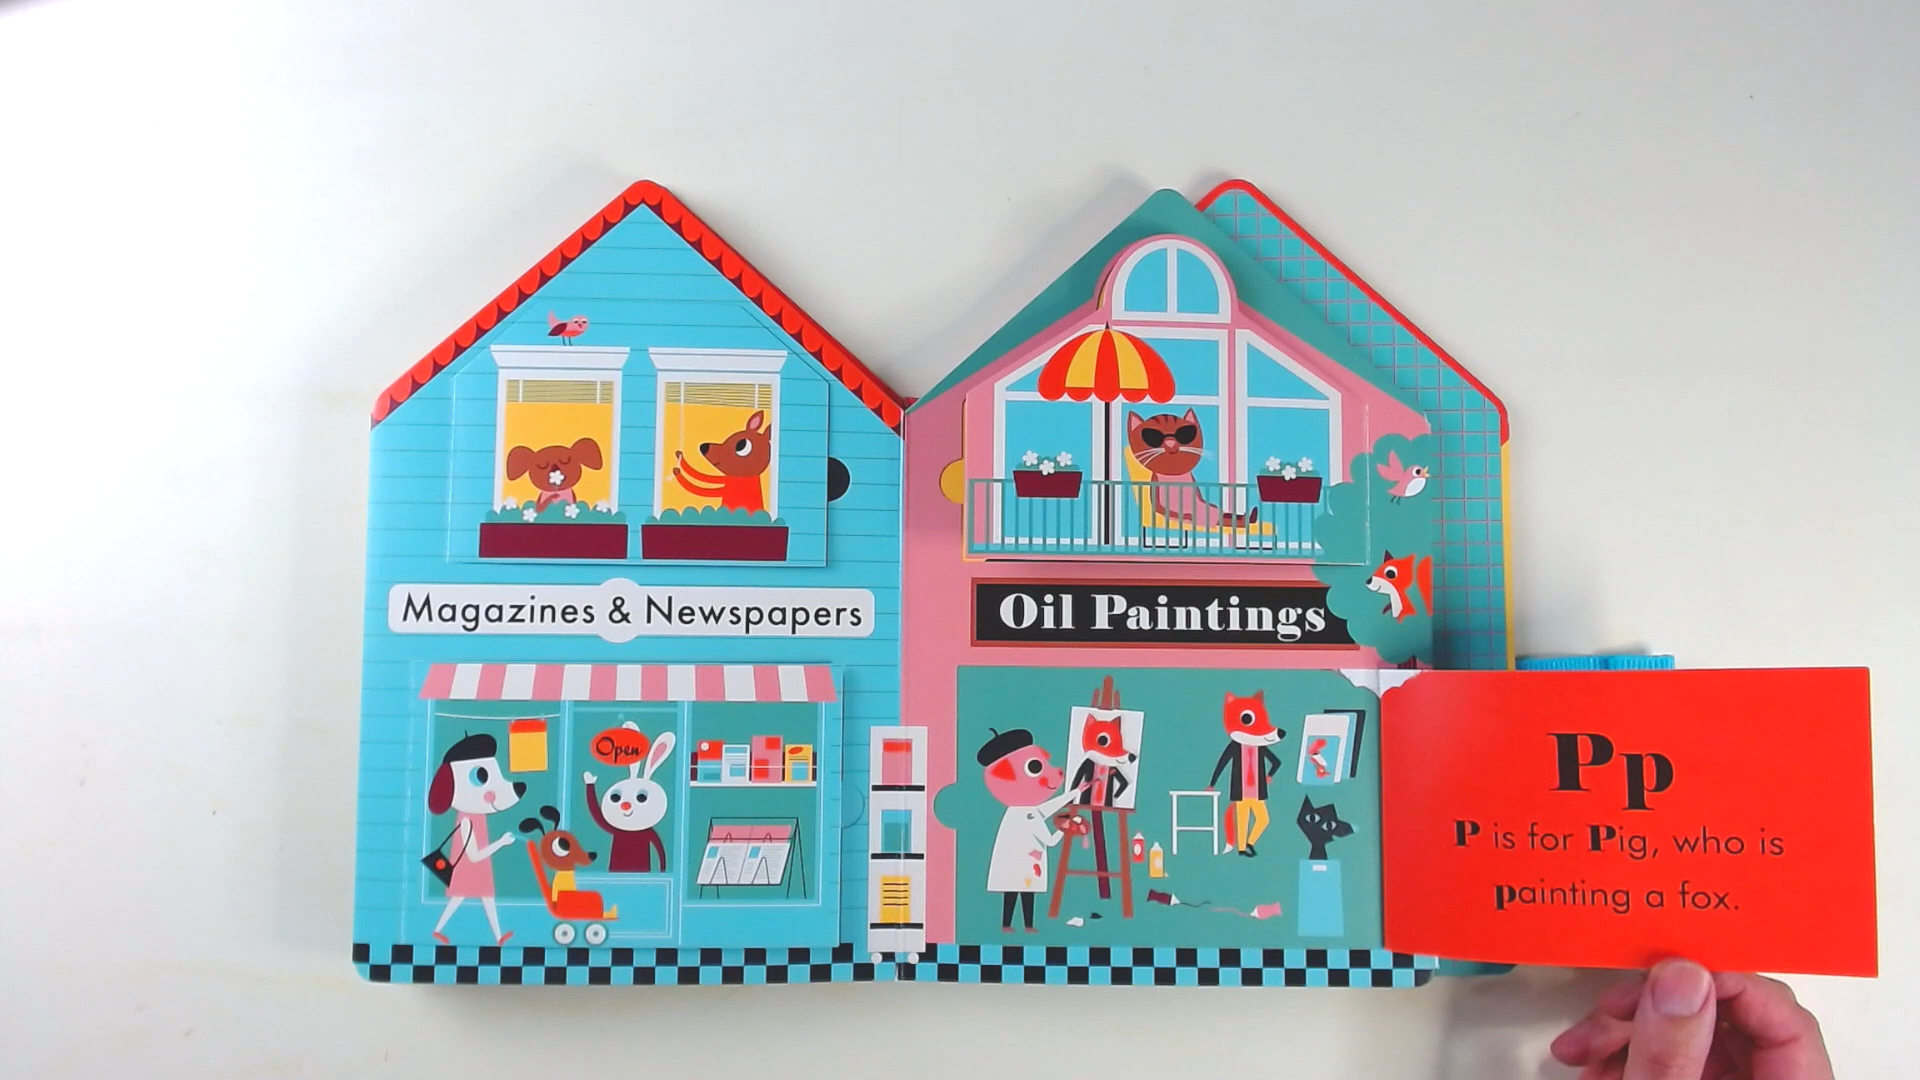 Magazines & Newspapers
Open
Oil Paintings
Pp
P is for Pig, who is
painting a fox.